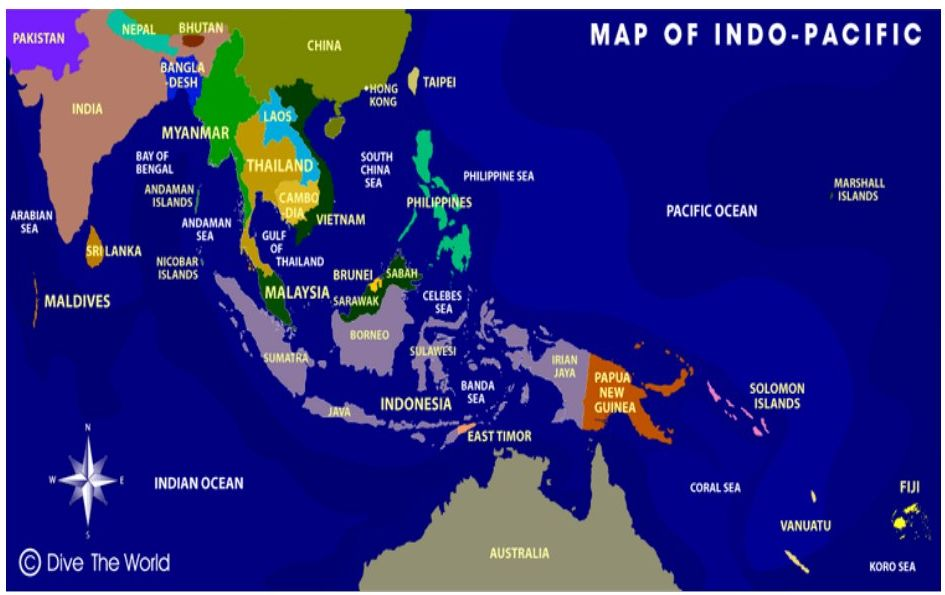 MAP OF INDO-PACIFIC
PAKISTAN
NEPAL
BHUTAN
CHINA
BANGLA
-DESH
HONG
KONG
TAIPEI
INDIA
LAOS
MYANMAR
BAY OF
BENGAL
THAILAND
SOUTH
CHINA
SEA
PHILIPPINE SEA
MARSHALL
ISLANDS
ANDAMAN
ISLANDS
CAMBO
-DIA
PHILIPPINES
PACIFIC OCEAN
ARABIAN
SEA
ANDAMAN
SEA
VIETNAM
SRI LANKA
GULF
OF
THAILAND
NICOBAR
ISLANDS
BRUNEI
SABAH
MALDIVES
MALAYSIA
SARAWAK
CELEBES
SEA
BORNEO
SUMATRA
SULAWESI
IRIAN
JAYA
PAPUA
NEW
GUINEA
BANDA
SEA
SOLOMON
ISLANDS
JAVA
INDONESIA
EAST TIMOR
N
W
E
S
INDIAN OCEAN
CORAL SEA
FIJI
VANUATU
AUSTRALIA
KORO SEA
© Dive The World